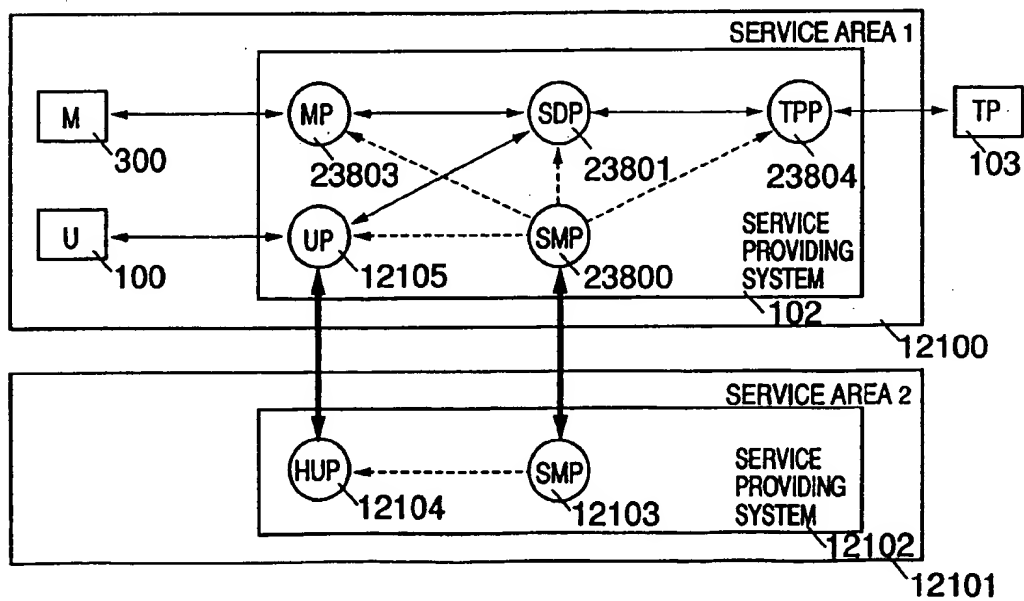 SERVICE AREA 1
M
300
MP
23803
SDP
23801
TPP
23804
TP
103
U
100
UP
12105
SMP
23800
SERVICE
PROVIDING
SYSTEM
102
12100
SERVICE AREA 2
HUP
12104
SMP
12103
SERVICE
PROVIDING
SYSTEM
12102
12101